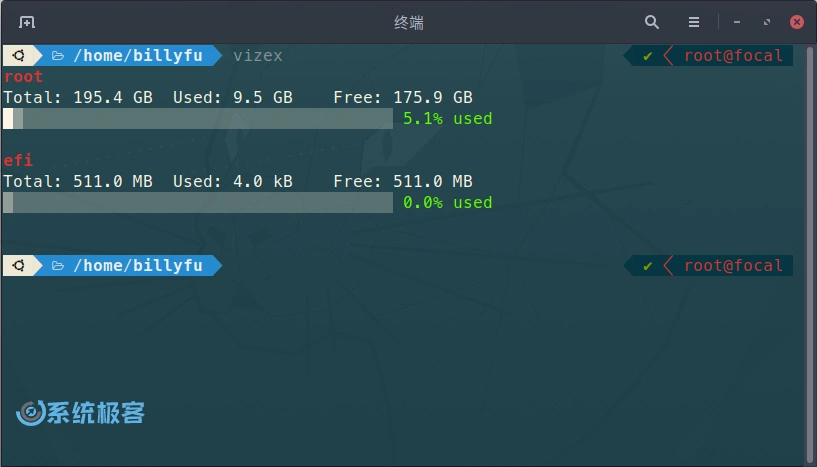 终端
/home/billyfu vizex ✔ root@focal
root
Total: 195.4 GB Used: 9.5 GB Free: 175.9 GB
5.1% used
efi
Total: 511.0 MB Used: 4.0 kB Free: 511.0 MB
0.0% used
/home/billyfu ✔ root@focal
系统极客